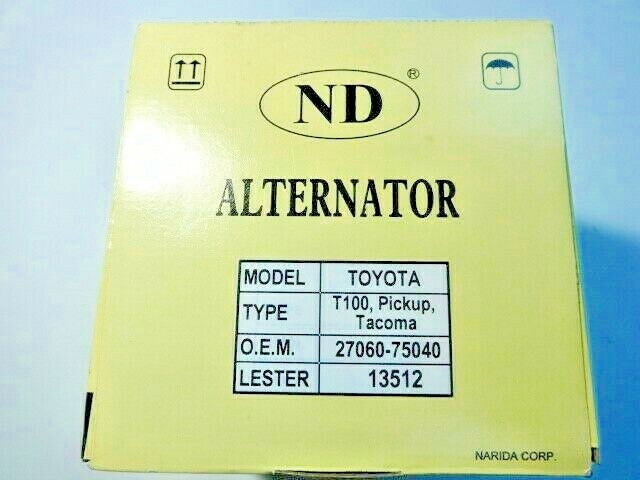 ND ®
ALTERNATOR
MODEL TOYOTA
TYPE T100, Pickup,
Tacoma
O.E.M. 27060-75040
LESTER 13512
NARIDA CORP.